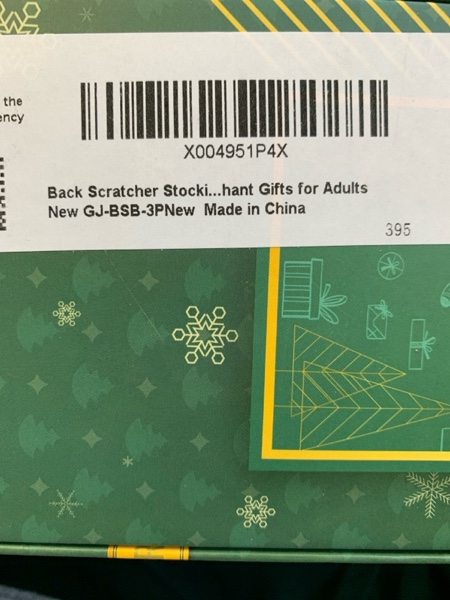 the
ency
X004951P4X
Back Scratcher Stocki...hant Gifts for Adults
New GJ-BSB-3PNew Made in China
395